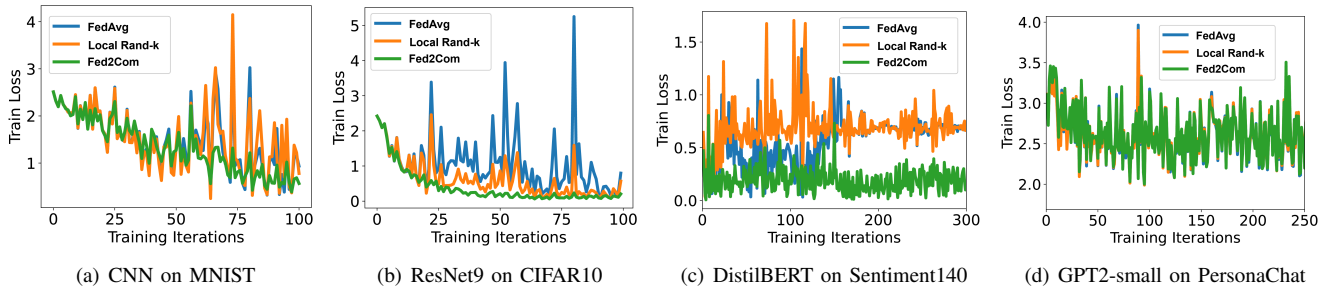 4
3
2
1
Train Loss
FedAvg
Local Rand-k
Fed2Com
0 25 50 75 100
Training Iterations
(a) CNN on MNIST
5
4
3
2
1
0
Train Loss
FedAvg
Local Rand-k
Fed2Com
0 25 50 75 100
Training Iterations
(b) ResNet9 on CIFAR10
1.5
1.0
0.5
0.0
Train Loss
FedAvg
Local Rand-k
Fed2Com
0 100 200 300
Training Iterations
(c) DistilBERT on Sentiment140
4.0
3.5
3.0
2.5
2.0
Train Loss
FedAvg
Local Rand-k
Fed2Com
0 50 100 150 200 250
Training Iterations
(d) GPT2-small on PersonaChat